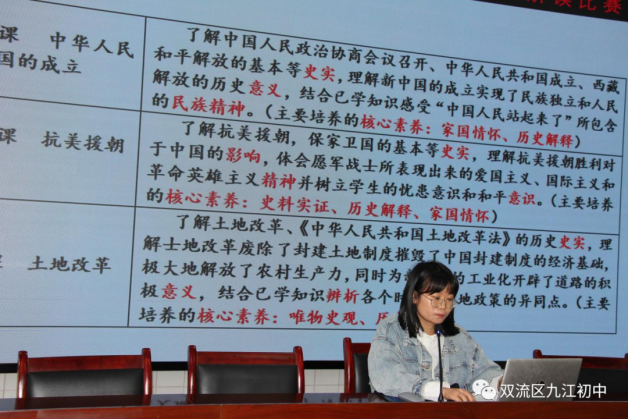 读比赛
课 中华人民
国的成立
了解中国人民政治协商会议召开、中华人民共和国成立、西藏
和平解放的基本等史实，理解新中国的成立实现了民族独立和人民
解放的历史意义，结合已学知识感受“中国人民站起来了”所包含
的民族精神。（主要培养的核心素养：家国情怀、历史解释）
课 抗美援朝
了解抗美援朝，保家卫国的基本等史实，理解抗美援朝胜利对
于中国的影响，体会愿军战士所表现出来的爱国主义、国际主义和
革命英雄主义精神并树立学生的忧患意识和和平意识。（主要培养
的核心素养：史料实证、历史解释、家国情怀）
土地改革
了解土地改革、《中华人民共和国土地改革法》的历史史实，理
解土地改革废除了封建土地制度摧毁了中国封建制度的经济基础，
极大地解放了农村生产力，同时为 的工业化开辟了道路的积
极意义，结合已学知识辨析各个时 地政策的异同点。（主要
培养的核心素养：唯物史观、历
双流区九江初中